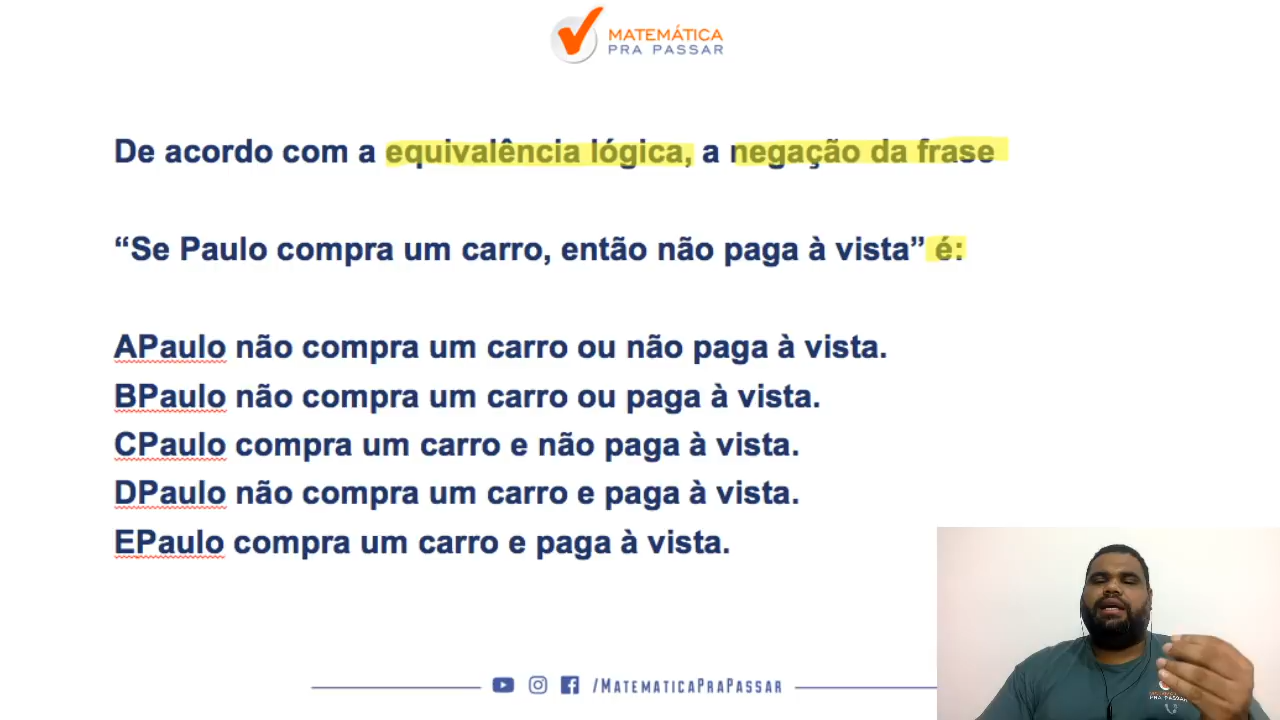 MATEMÁTICA
PRA PASSAR
De acordo com a equivalência lógica, a negação da frase
“Se Paulo compra um carro, então não paga à vista” é:
APaulo não compra um carro ou não paga à vista.
BPaulo não compra um carro ou paga à vista.
CPaulo compra um carro e não paga à vista.
DPaulo não compra um carro e paga à vista.
EPaulo compra um carro e paga à vista.
/MATEMATICAPRAPASSAR
PRA PASSAR